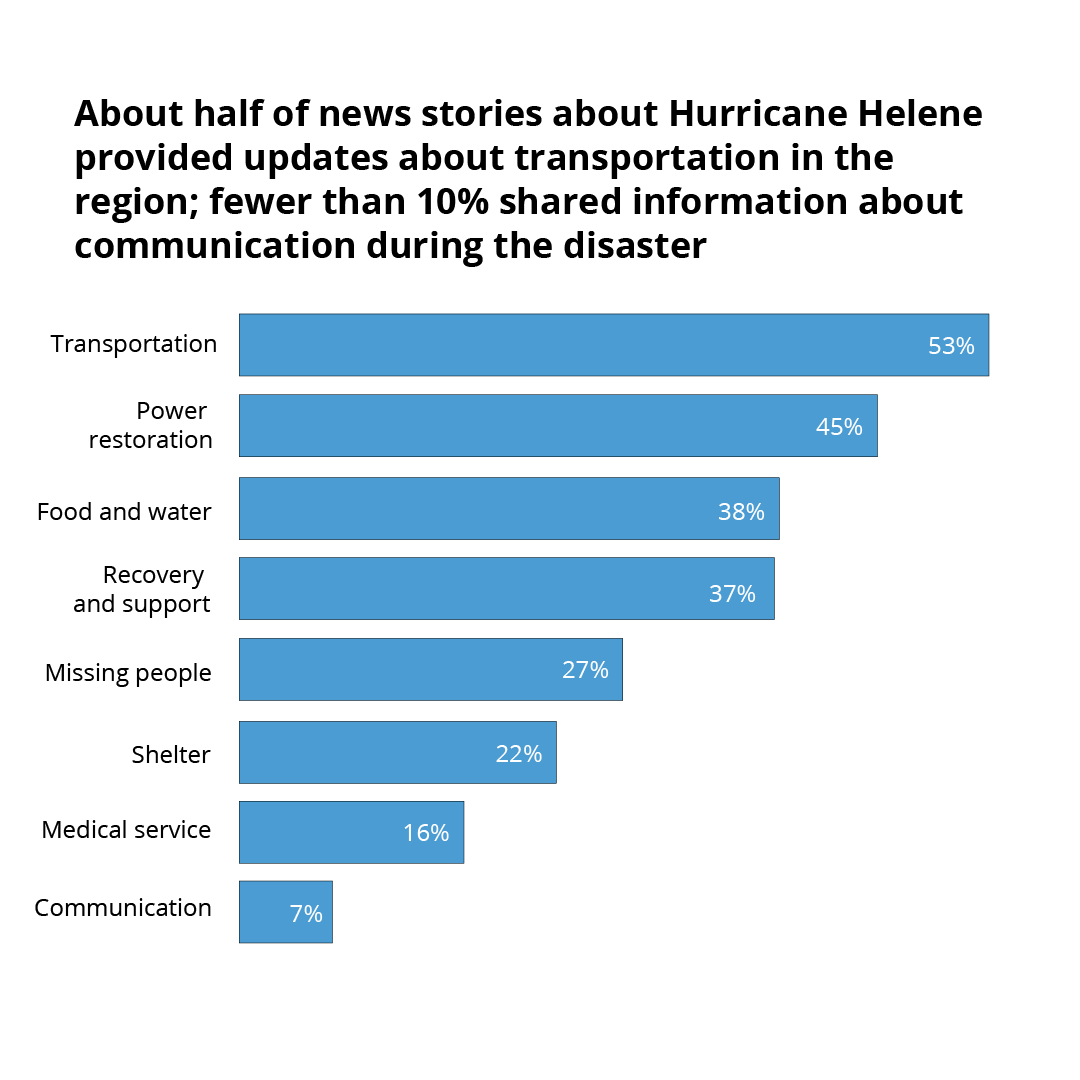 About half of news stories about Hurricane Helene
provided updates about transportation in the
region; fewer than 10% shared information about
communication during the disaster
Transportation
53%
Power
restoration
45%
Food and water
38%
Recovery
and support
37%
Missing people
27%
Shelter
22%
Medical service
16%
Communication
7%